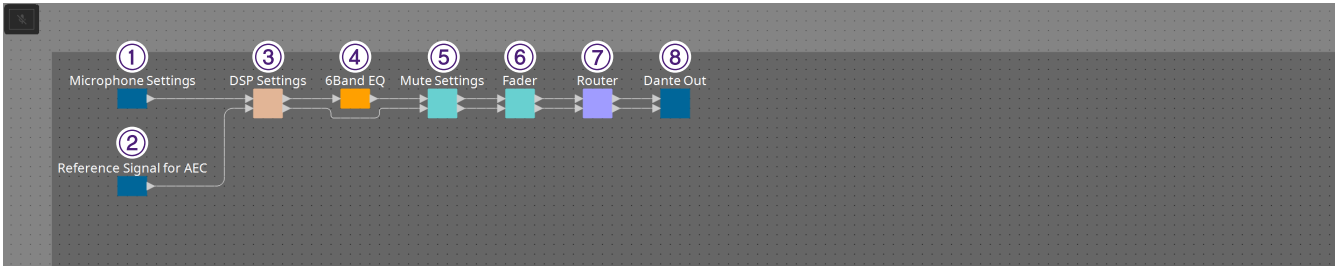 ① ③ ④ ⑤ ⑥ ⑦ ⑧
Microphone Settings DSP Settings 6Band EQ Mute Settings Fader Router Dante Out
②
Reference Signal for AEC